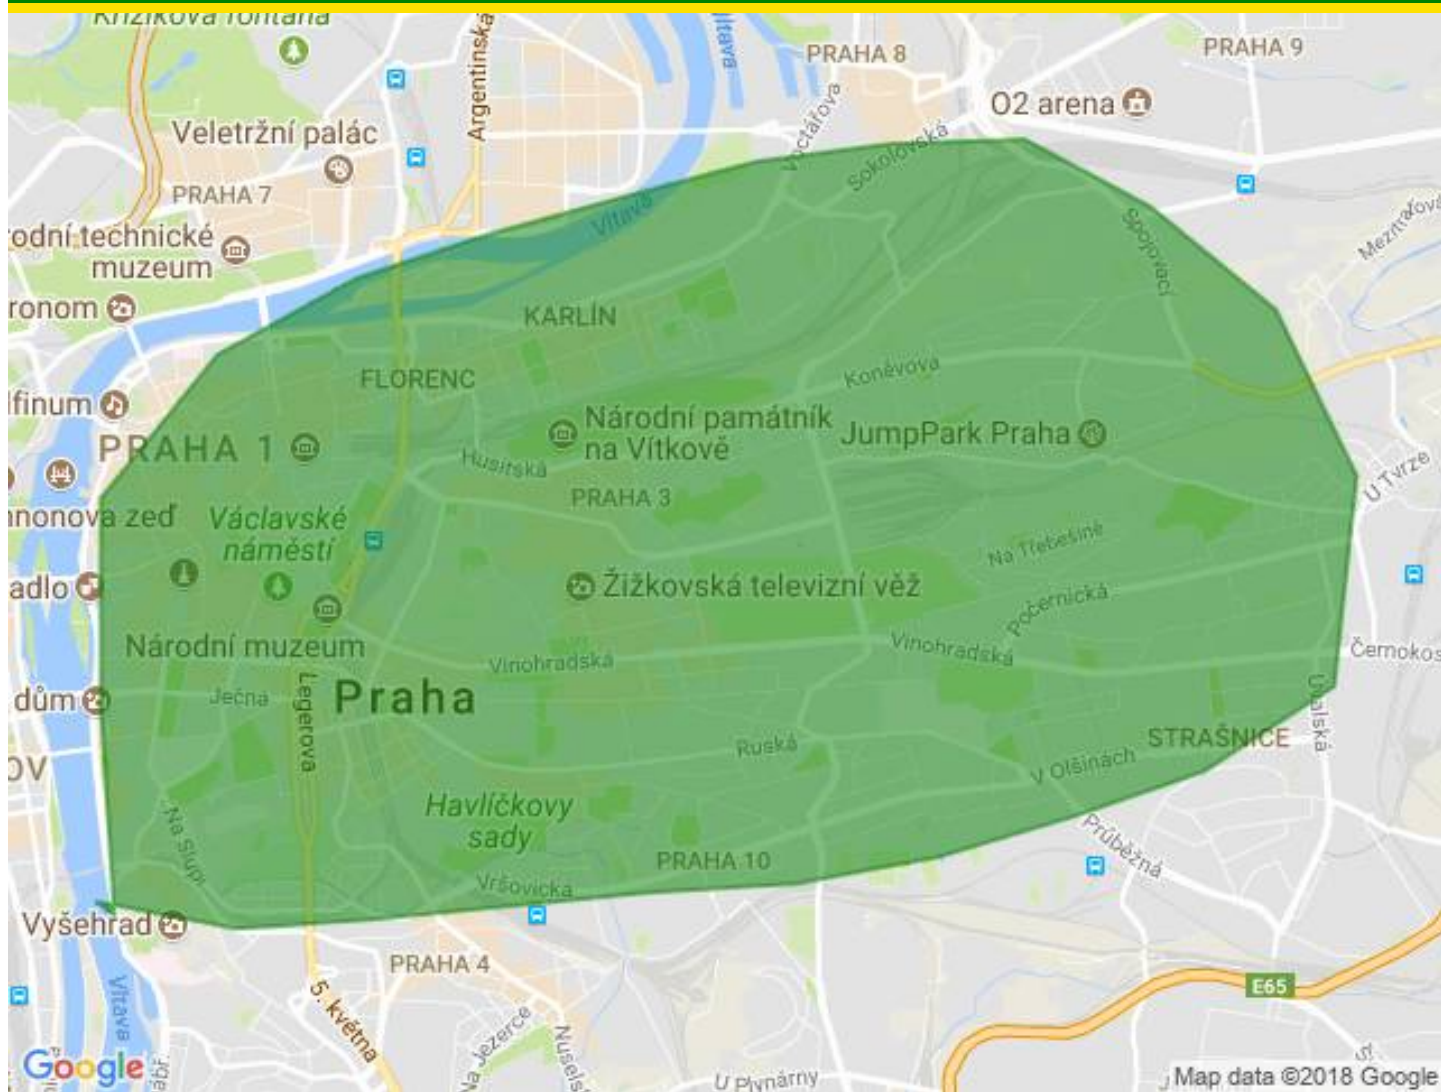 Křižíkova fontána
Argentinská
Vltava
PRAHA 8
PRAHA 9
O2 arena
Veletržní palác
Voctářova
Sokolovská
PRAHA 7
Vltava
Spojovací
odní technické
muzeum
ronom
KARLÍN
FLORENC
Koněvova
lfinum
PRAHA 1
Národní památník
na Vítkově
JumpPark Praha
Husitská
U Tvrze
PRAHA 3
nnonova zeď
Václavské
náměstí
Na Třebešíně
adlo
Žižkovská televizní věž
Počernická
Národní muzeum
Vinohradská
Vinohradská
Černokos
dům
Ječná
Legerova
Praha
Úvalská
Ruská
STRAŠNICE
OV
V Olšinách
Na Slupi
Havlíčkovy
sady
PRAHA 10
Průběžná
Vršovická
Vyšehrad
PRAHA 4
Vltava
5. května
E65
Na Jezerce
Nusels
U Plynárny
Google
ábř.
Map data ©2018 Google